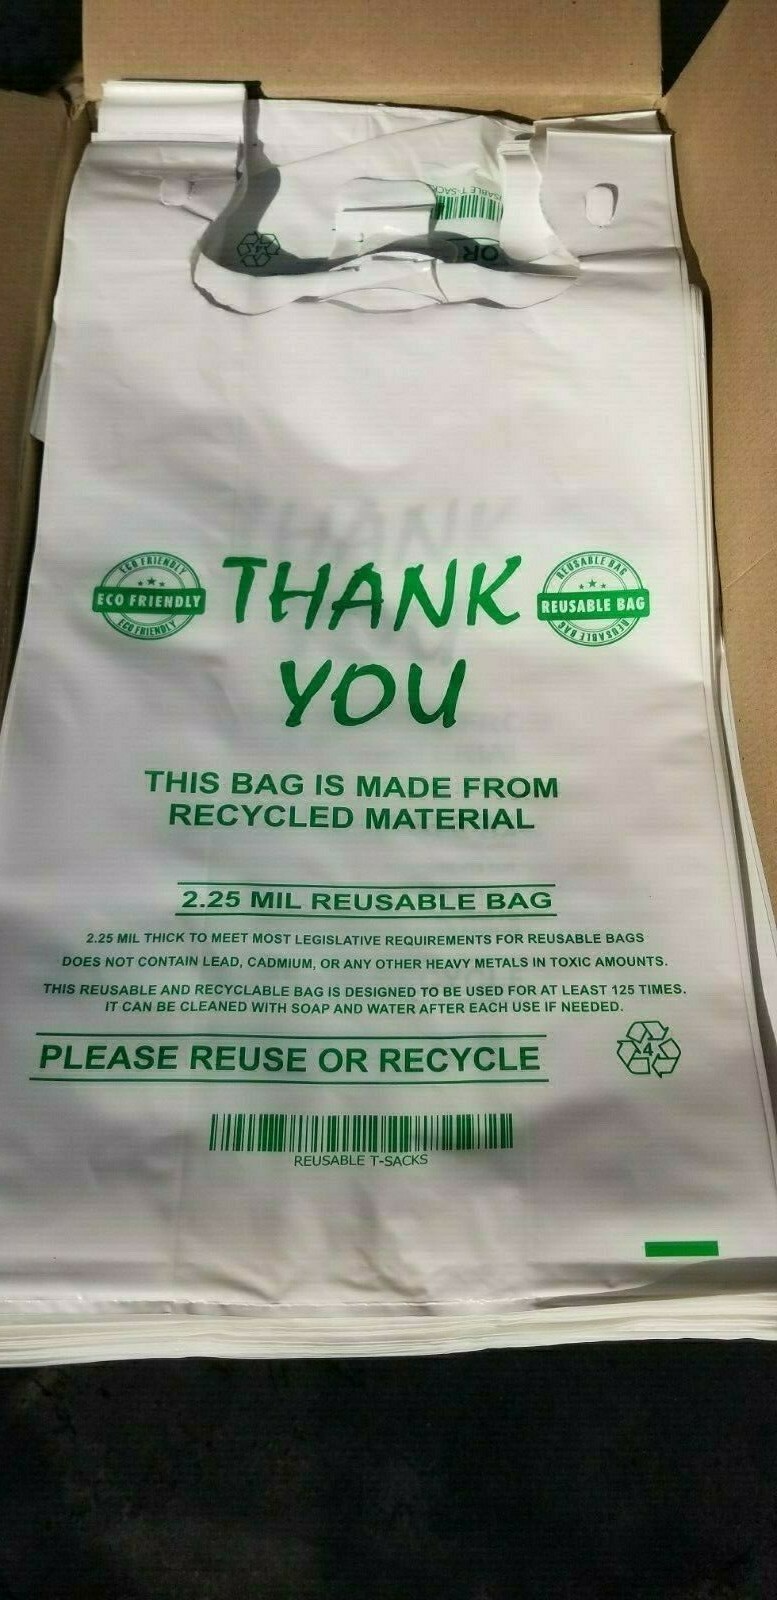 SABLE T-SAC
OR
4
ECO FRIENDLY
ECO FRIENDLY
ECO FRIENDLY
THANK
YOU
REUSABLE BAG
REUSABLE BAG
REUSABLE BAG
THIS BAG IS MADE FROM
RECYCLED MATERIAL
2.25 MIL REUSABLE BAG
2.25 MIL THICK TO MEET MOST LEGISLATIVE REQUIREMENTS FOR REUSABLE BAGS
DOES NOT CONTAIN LEAD, CADMIUM, OR ANY OTHER HEAVY METALS IN TOXIC AMOUNTS.
THIS REUSABLE AND RECYCLABLE BAG IS DESIGNED TO BE USED FOR AT LEAST 125 TIMES.
IT CAN BE CLEANED WITH SOAP AND WATER AFTER EACH USE IF NEEDED.
PLEASE REUSE OR RECYCLE
4
REUSABLE T-SACKS